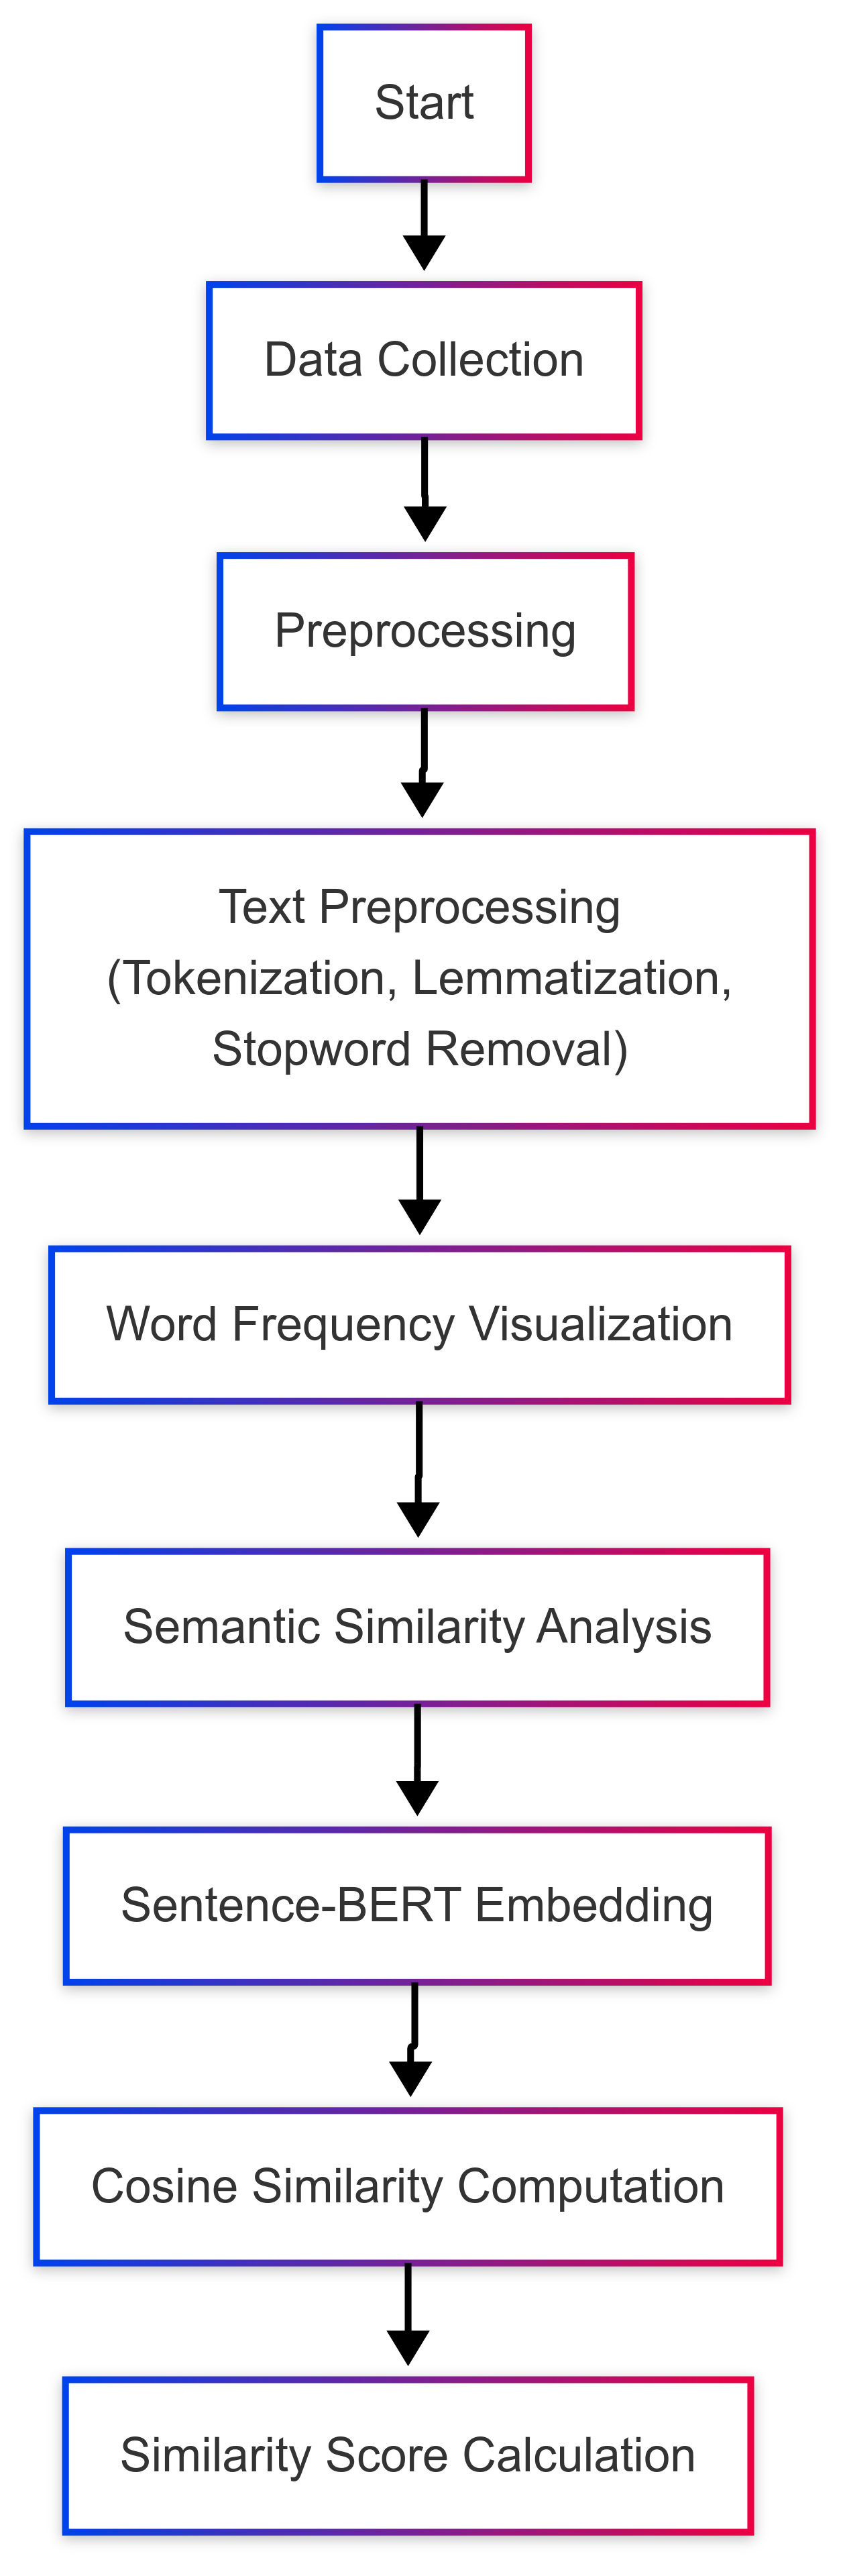 Start
Data Collection
Preprocessing
Text Preprocessing
(Tokenization, Lemmatization,
Stopword Removal)
Word Frequency Visualization
Semantic Similarity Analysis
Sentence-BERT Embedding
Cosine Similarity Computation
Similarity Score Calculation